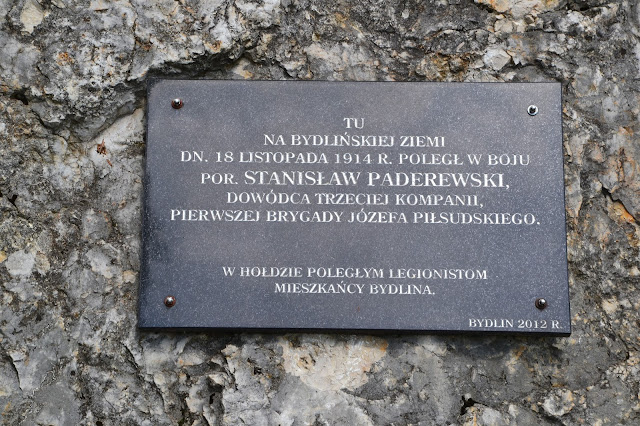 TU
NA BYDLIŃSKIEJ ZIEMI
DN. 18 LISTOPADA 1914 R. POLEGŁ W BOJU
POR. STANISŁAW PADEREWSKI,
DOWÓDCA TRZECIEJ KOMPANII,
PIERWSZEJ BRYGADY JÓZEFA PIŁSUDSKIEGO.
W HOŁDZIE POLEGŁYM LEGIONISTOM
MIESZKAŃCY BYDLINA.
BYDLIN 2012 R.